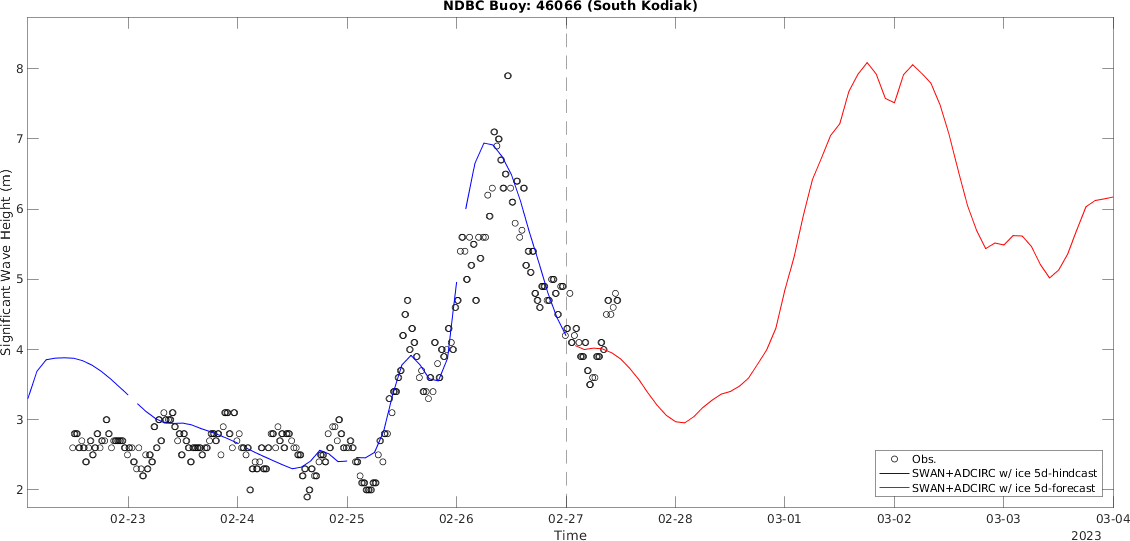 NDBC Buoy: 46066 (South Kodiak)
Significant Wave Height (m)
8
7
6
5
4
3
2
Obs.
SWAN+ADCIRC w/ ice 5d-hindcast
SWAN+ADCIRC w/ ice 5d-forecast
02-23 02-24 02-25 02-26 02-27 02-28 03-01 03-02 03-03 03-04
Time 2023